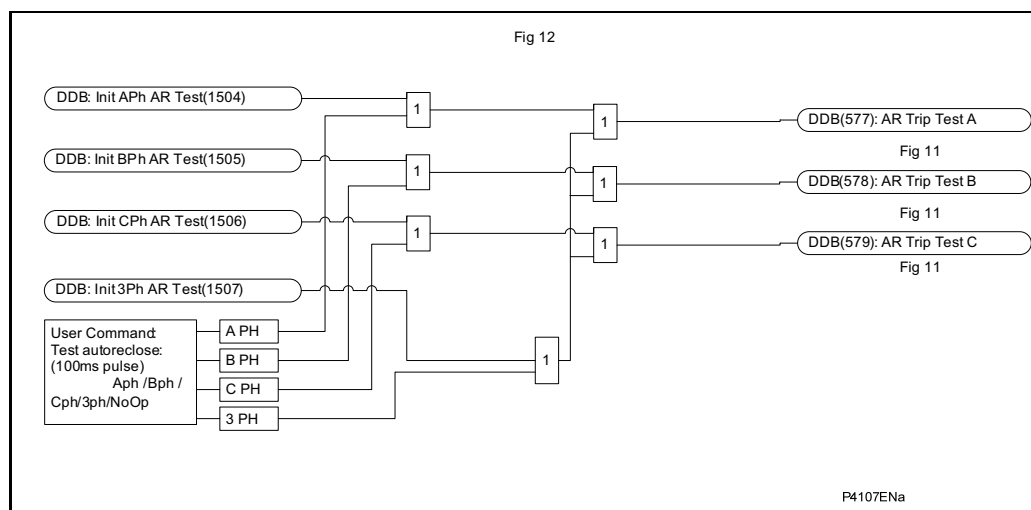 Fig 12
DDB: Init APh AR Test(1504)
1
1
DDB(577): AR Trip Test A
Fig 11
DDB: Init BPh AR Test(1505)
1
1
DDB(578): AR Trip Test B
Fig 11
DDB: Init CPh AR Test(1506)
1
1
DDB(579): AR Trip Test C
Fig 11
DDB: Init 3Ph AR Test(1507)
User Command:
Test autoreclose:
(100ms pulse)
Aph /Bph /
Cph/3ph/NoOp
A PH
B PH
C PH
3 PH
1
P4107ENa